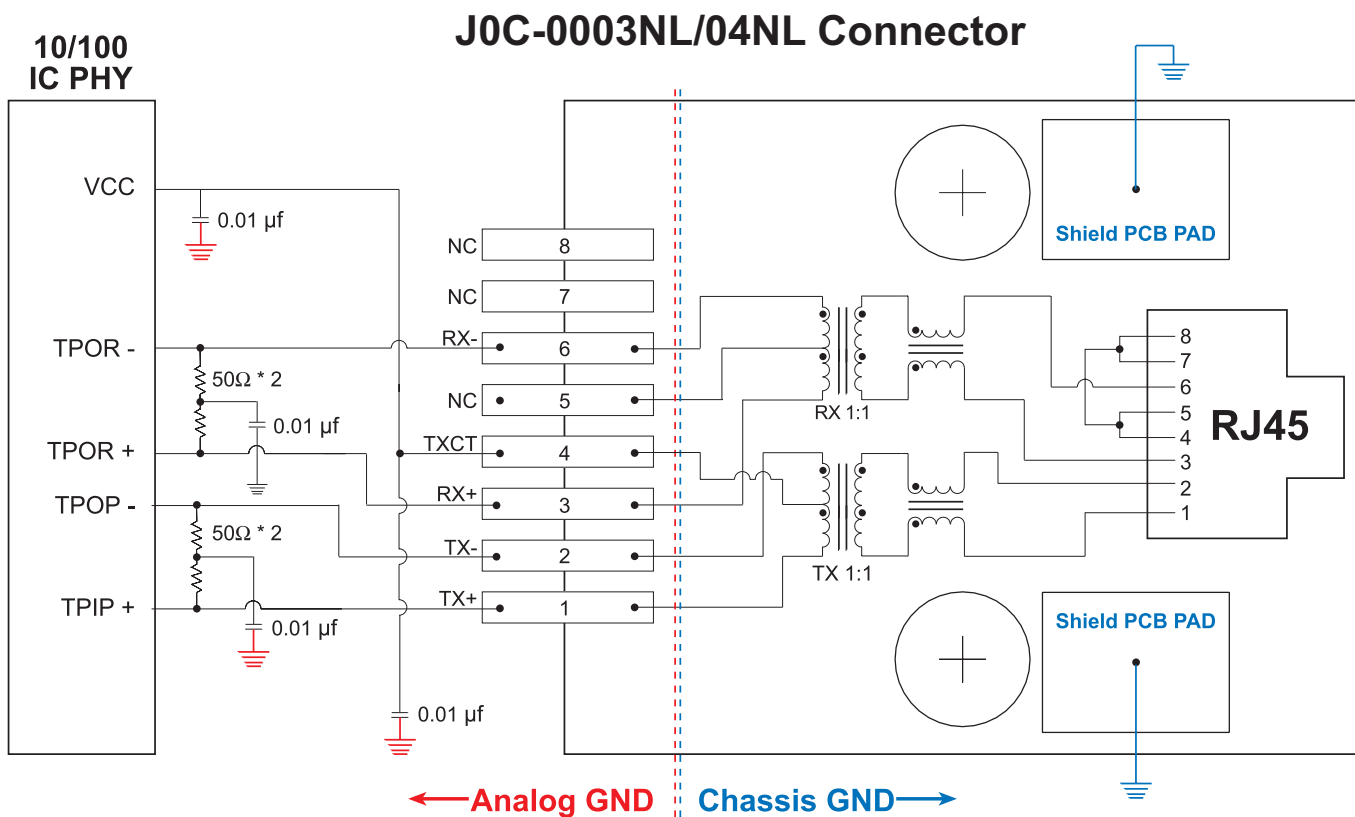 J0C-0003NL/04NL Connector
10/100
IC PHY
VCC
0.01 µf
Shield PCB PAD
NC
8
NC
7
TPOR -
RX-
6
50Ω * 2
NC
5
0.01 µf
RX 1:1
8
7
6
5
4
3
2
1
RJ45
TPOR +
TXCT
4
TPOP -
RX+
3
50Ω * 2
TX-
2
TX 1:1
TPIP +
TX+
1
0.01 µf
Shield PCB PAD
0.01 µf
Analog GND
Chassis GND